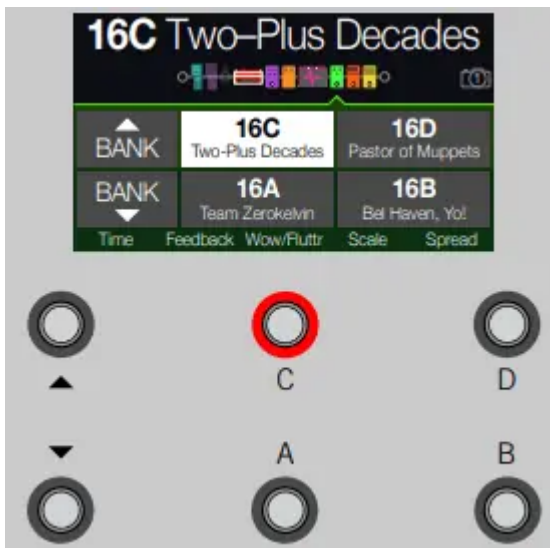 16C Two-Plus Decades
1
BANK
16C
Two-Plus Decades
16D
Pastor of Muppets
BANK
16A
Team Zerokelvin
16B
Bel Haven, Yo!
Time Feedback Wow/Fluttr Scale Spread
C
D
A
B